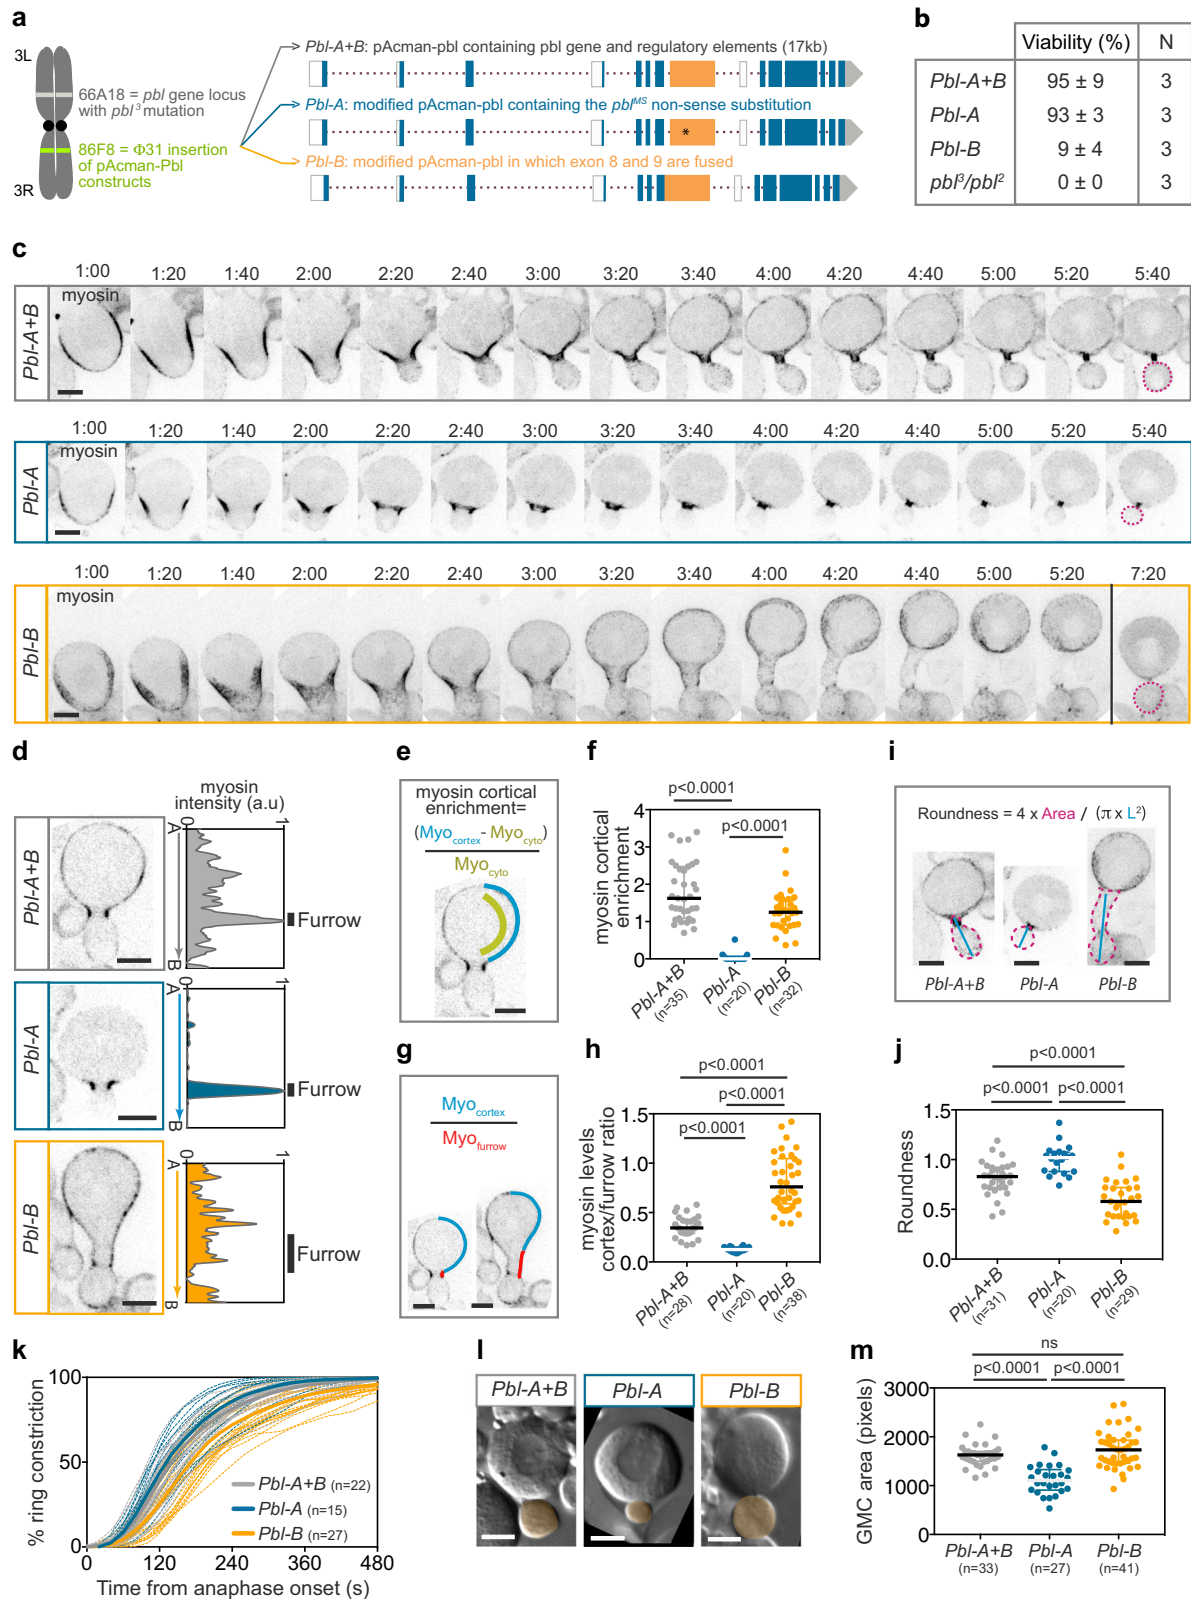 a
3L
3R
66A18 = pbl gene locus
with pbl³ mutation
86F8 = Φ31 insertion
of pAcman-Pbl
constructs
Pbl-A+B: pAcman-pbl containing pbl gene and regulatory elements (17kb)
Pbl-A: modified pAcman-pbl containing the pblᴹˢ non-sense substitution
*
Pbl-B: modified pAcman-pbl in which exon 8 and 9 are fused
b
Viability (%) N
Pbl-A+B 95 ± 9 3
Pbl-A 93 ± 3 3
Pbl-B 9 ± 4 3
pbl³/pbl² 0 ± 0 3
c
1:00 1:20 1:40 2:00 2:20 2:40 3:00 3:20 3:40 4:00 4:20 4:40 5:00 5:20 5:40
Pbl-A+B
myosin
1:00 1:20 1:40 2:00 2:20 2:40 3:00 3:20 3:40 4:00 4:20 4:40 5:00 5:20 5:40
Pbl-A
myosin
1:00 1:20 1:40 2:00 2:20 2:40 3:00 3:20 3:40 4:00 4:20 4:40 5:00 5:20 7:20
Pbl-B
myosin
d
myosin
intensity (a.u)
0 1
A
B
Pbl-A+B
Furrow
0 1
A
B
Pbl-A
Furrow
0 1
A
B
Pbl-B
Furrow
e
myosin cortical
enrichment=
(Myocortex - Myocyto)
Myocyto
f
p<0.0001
p<0.0001
myosin cortical
enrichment
4
3
2
1
0
Pbl-A+B Pbl-A Pbl-B
(n=35) (n=20) (n=32)
g
Myocortex
Myofurrow
h
p<0.0001
p<0.0001
p<0.0001
myosin levels
cortex/furrow ratio
1.5
1.0
0.5
0.0
Pbl-A+B Pbl-A Pbl-B
(n=28) (n=20) (n=38)
i
Roundness = 4 x Area / (π x L²)
Pbl-A+B Pbl-A Pbl-B
j
p<0.0001
p<0.0001 p<0.0001
Roundness
1.5
1.0
0.5
0.0
Pbl-A+B Pbl-A Pbl-B
(n=31) (n=20) (n=29)
k
% ring constriction
100
50
0
0 120 240 360 480
Time from anaphase onset (s)
Pbl-A+B (n=22)
Pbl-A (n=15)
Pbl-B (n=27)
l
Pbl-A+B Pbl-A Pbl-B
m
ns
p<0.0001 p<0.0001
GMC area (pixels)
3000
2000
1000
0
Pbl-A+B Pbl-A Pbl-B
(n=33) (n=27) (n=41)